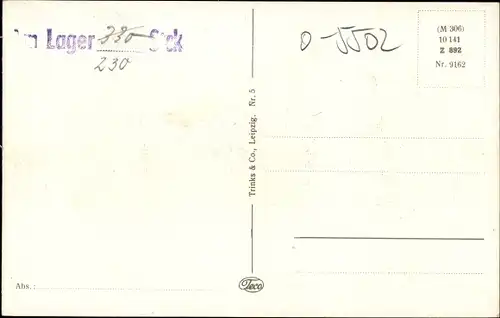 Am Lager 330 Stck
230
0-5502
(M 306)
10 141
Z 892
Nr. 9162
Trinks & Co., Leipzig. Nr. 5
Abs.:
Teco